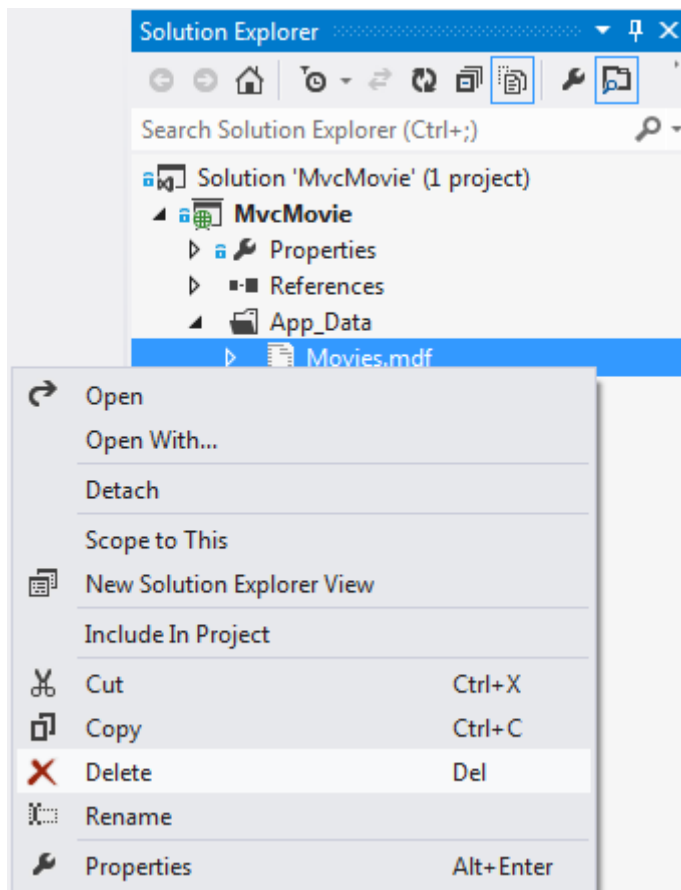 Solution Explorer
Search Solution Explorer (Ctrl+;)
Solution 'MvcMovie' (1 project)
MvcMovie
Properties
References
App_Data
Movies.mdf
Open
Open With...
Detach
Scope to This
New Solution Explorer View
Include In Project
Cut Ctrl+X
Copy Ctrl+C
Delete Del
Rename
Properties Alt+Enter